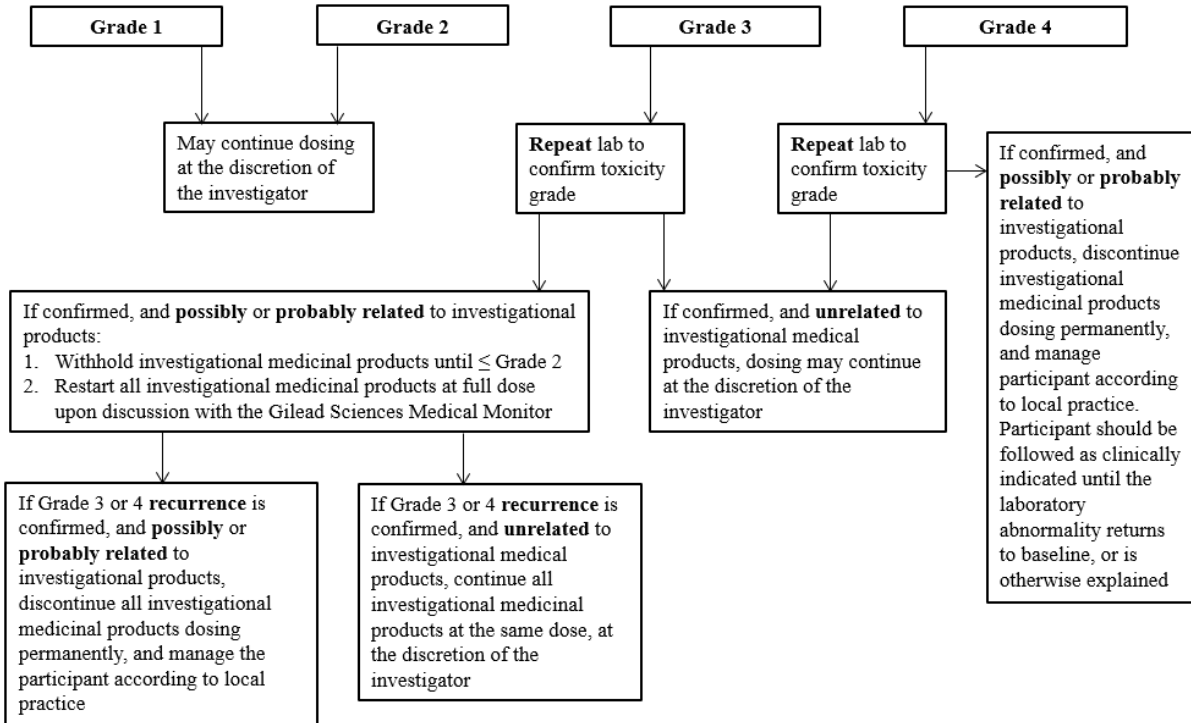 Grade 1
Grade 2
Grade 3
Grade 4
May continue dosing
at the discretion of
the investigator
Repeat lab to
confirm toxicity
grade
Repeat lab to
confirm toxicity
grade
If confirmed, and
possibly or probably
related to
investigational
products, discontinue
investigational
medicinal products
dosing permanently,
and manage
participant according
to local practice.
Participant should be
followed as clinically
indicated until the
laboratory
abnormality returns
to baseline, or is
otherwise explained
If confirmed, and possibly or probably related to investigational
products:
1. Withhold investigational medicinal products until ≤ Grade 2
2. Restart all investigational medicinal products at full dose
upon discussion with the Gilead Sciences Medical Monitor
If confirmed, and unrelated to
investigational medical
products, dosing may continue
at the discretion of the
investigator
If Grade 3 or 4 recurrence is
confirmed, and possibly or
probably related to
investigational products,
discontinue all investigational
medicinal products dosing
permanently, and manage the
participant according to local
practice
If Grade 3 or 4 recurrence is
confirmed, and unrelated to
investigational medical
products, continue all
investigational medicinal
products at the same dose, at
the discretion of the
investigator